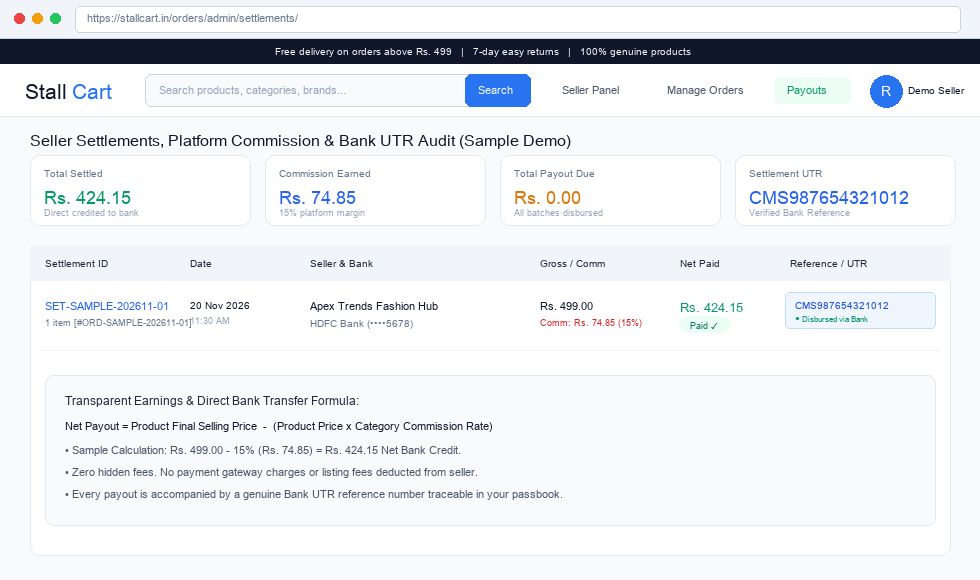 https://stallcart.in/orders/admin/settlements/
Free delivery on orders above Rs. 499 | 7-day easy returns | 100% genuine products
Stall Cart
Search products, categories, brands...
Search
Seller Panel
Manage Orders
Payouts
R
Demo Seller
Seller Settlements, Platform Commission & Bank UTR Audit (Sample Demo)
Total Settled
Rs. 424.15
Direct credited to bank
Commission Earned
Rs. 74.85
15% platform margin
Total Payout Due
Rs. 0.00
All batches disbursed
Settlement UTR
CMS987654321012
Verified Bank Reference
Settlement ID Date Seller & Bank Gross / Comm Net Paid Reference / UTR
SET-SAMPLE-202611-01
1 item [#ORD-SAMPLE-202611-01]
20 Nov 2026
11:30 AM
Apex Trends Fashion Hub
HDFC Bank (••••5678)
Rs. 499.00
Comm: Rs. 74.85 (15%)
Rs. 424.15
Paid ✓
CMS987654321012
• Disbursed via Bank
Transparent Earnings & Direct Bank Transfer Formula:
Net Payout = Product Final Selling Price - (Product Price x Category Commission Rate)
• Sample Calculation: Rs. 499.00 - 15% (Rs. 74.85) = Rs. 424.15 Net Bank Credit.
• Zero hidden fees. No payment gateway charges or listing fees deducted from seller.
• Every payout is accompanied by a genuine Bank UTR reference number traceable in your passbook.